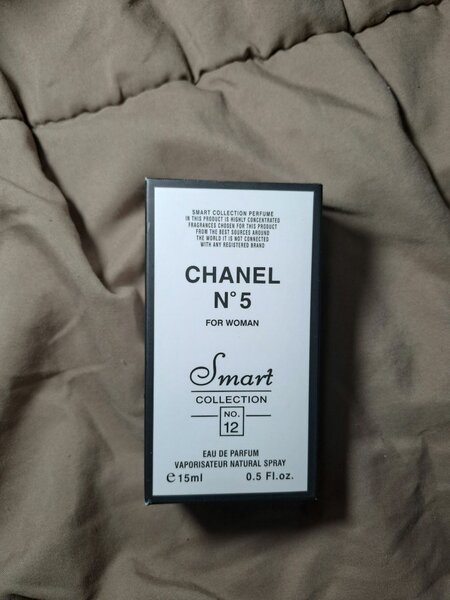 SMART COLLECTION PERFUME
IN THIS PRODUCT IS HIGHLY CONCENTRATED
FRAGRANCES CHOSEN FOR THIS PRODUCT
FROM THE BEST SOURCES AROUND
THE WORLD IT IS NOT CONNECTED
WITH ANY REGISTERED BRAND
CHANEL
N°5
FOR WOMAN
Smart
COLLECTION
NO.
12
EAU DE PARFUM
VAPORISATEUR NATURAL SPRAY
℮15ml 0.5 Fl.oz.